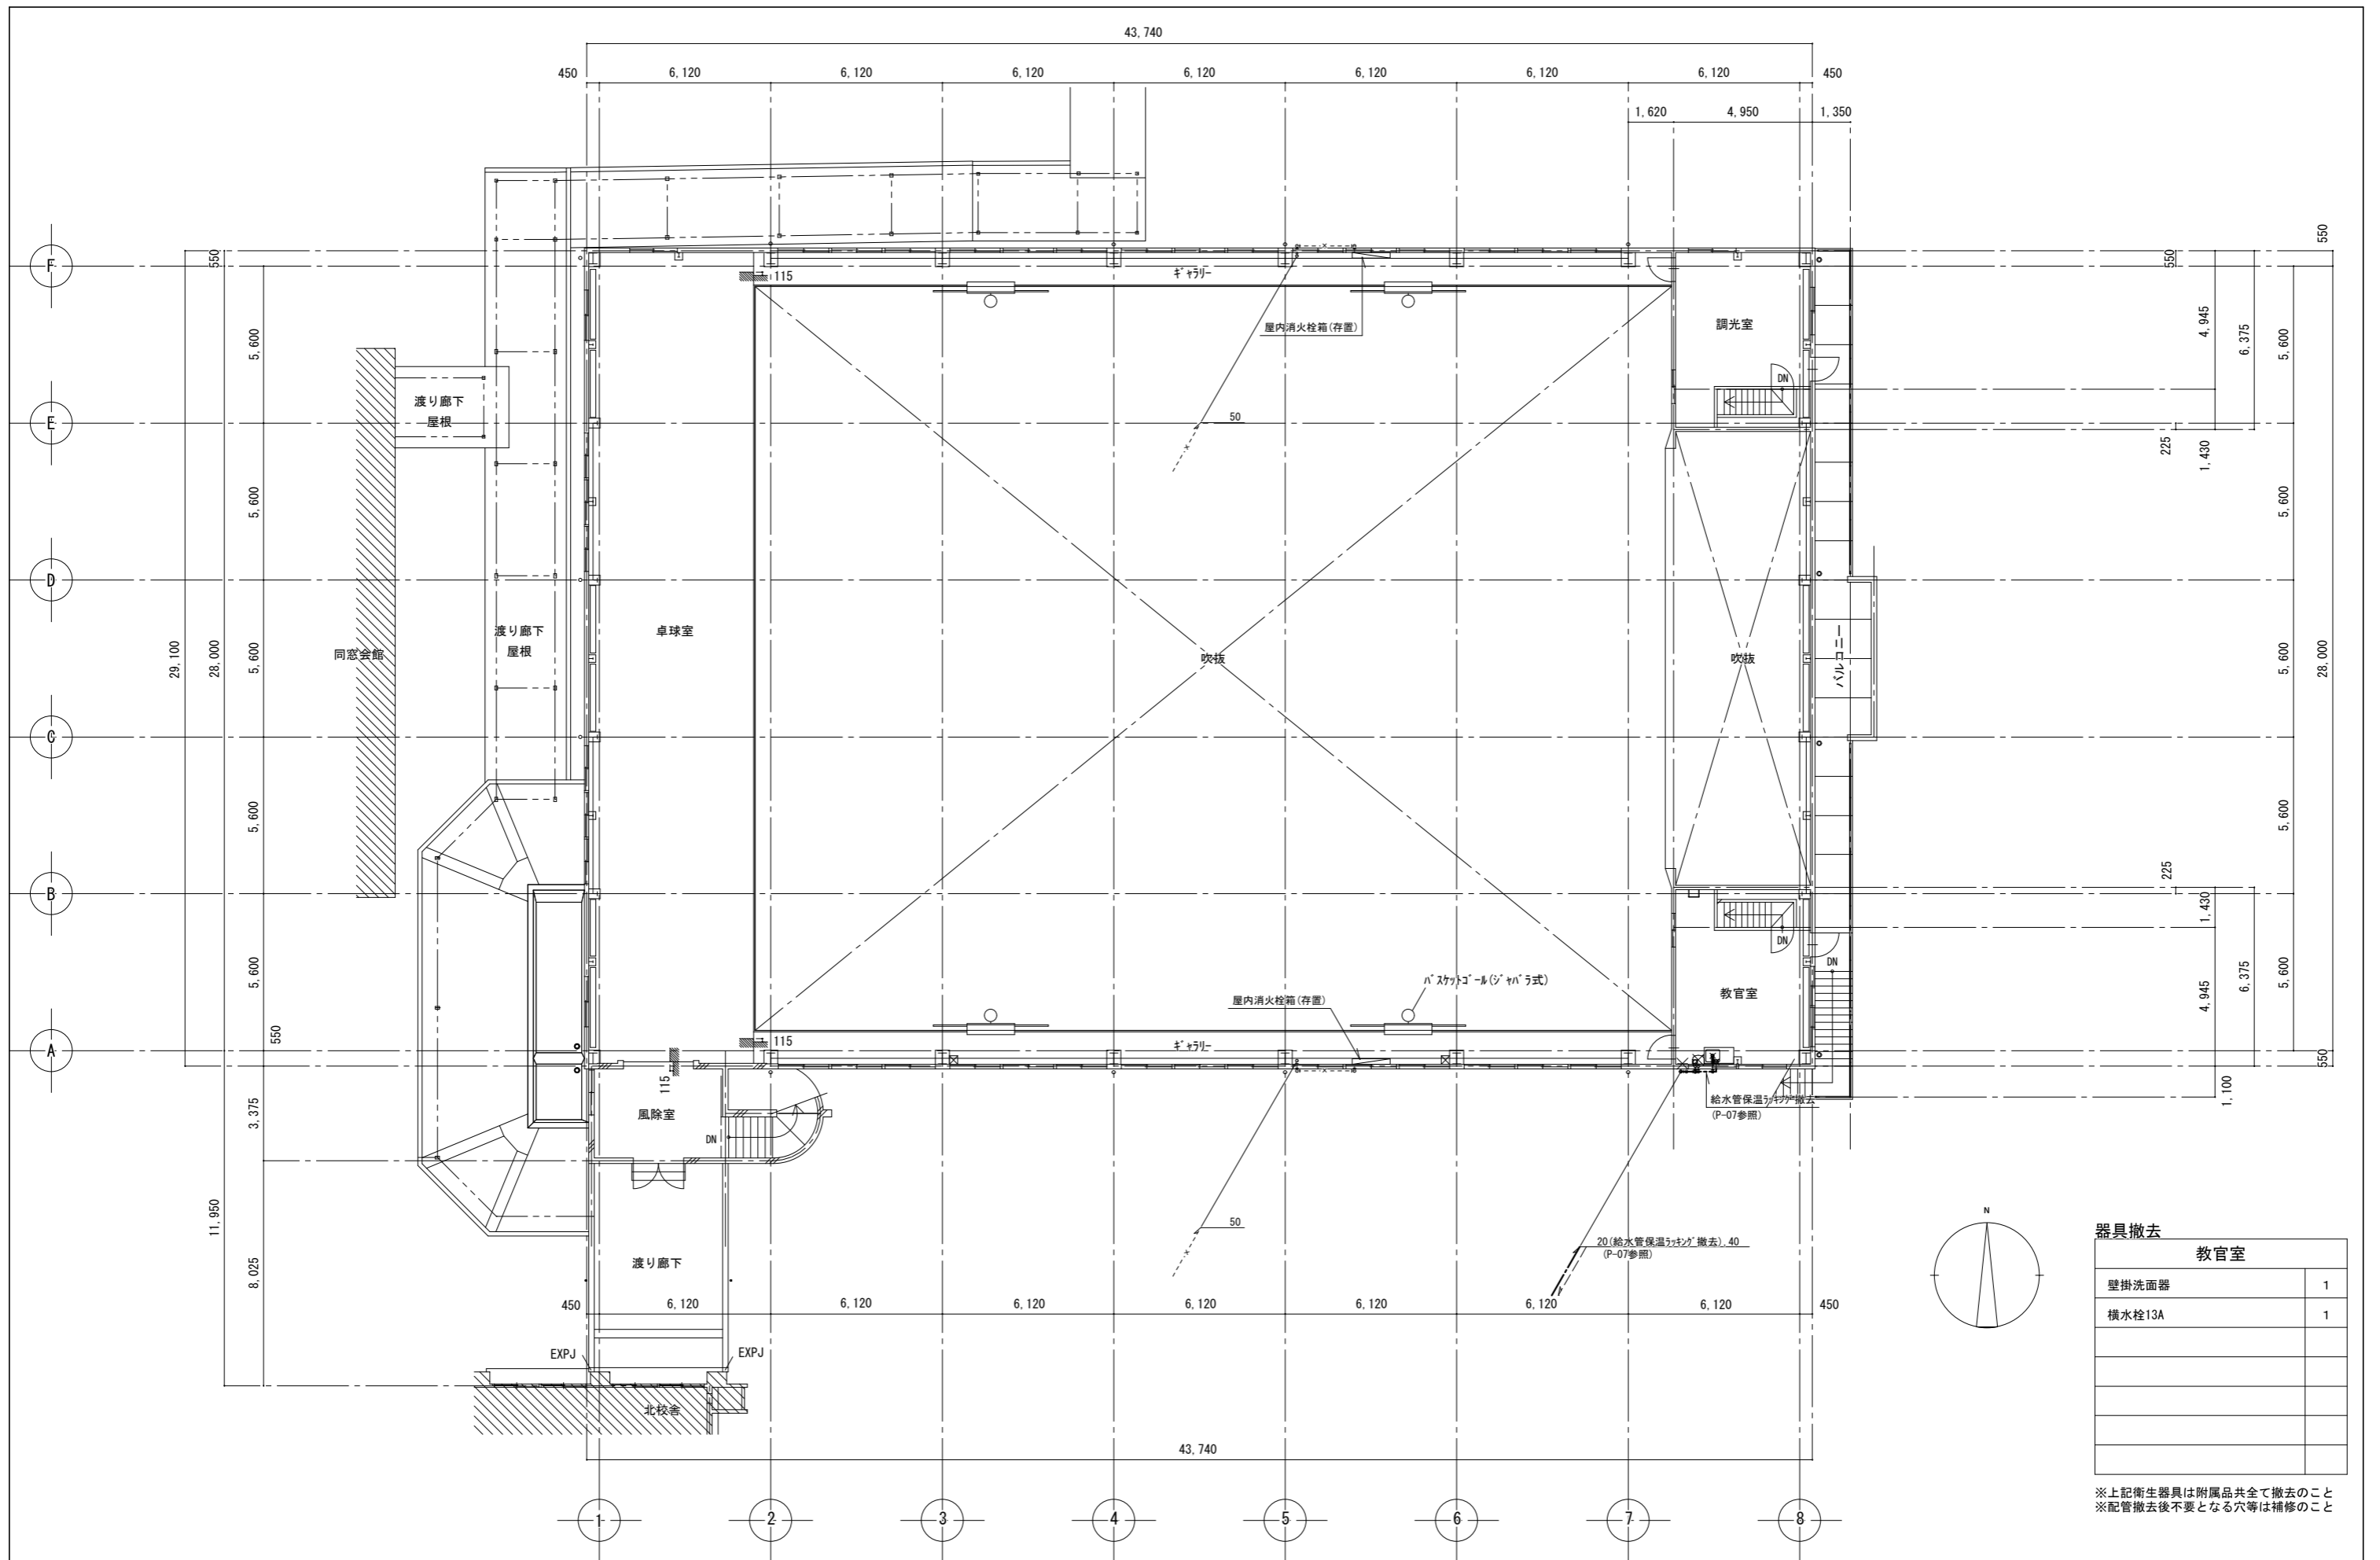 43,740
450 6,120 6,120 6,120 6,120 6,120 6,120 6,120 450
1,620 4,950 1,350
550
550
550
F
115
ギャラリー
屋内消火栓箱(存置)
調光室
5,600
4,945
6,375
5,600
DN
渡り廊下
屋根
E
50
225
1,430
5,600
5,600
D
29,100
28,000
渡り廊下
屋根
卓球室
同窓会館
5,600
吹抜
吹抜
バルコニー
5,600
28,000
C
5,600
5,600
B
225
1,430
DN
DN
5,600
バスケットゴール(ジャバラ式)
教官室
屋内消火栓箱(存置)
4,945
6,375
5,600
550
A
115
ギャラリー
550
115
給水管保温ラッキング撤去
(P-07参照)
1,100
3,375
風除室
DN
11,950
8,025
渡り廊下
50
20(給水管保温ラッキング撤去),40
(P-07参照)
N
450 6,120 6,120 6,120 6,120 6,120 6,120 6,120 450
EXPJ EXPJ
北校舎
43,740
1 2 3 4 5 6 7 8
器具撤去
教官室
壁掛洗面器 1
横水栓13A 1
※上記衛生器具は附属品共全て撤去のこと
※配管撤去後不要となる穴等は補修のこと